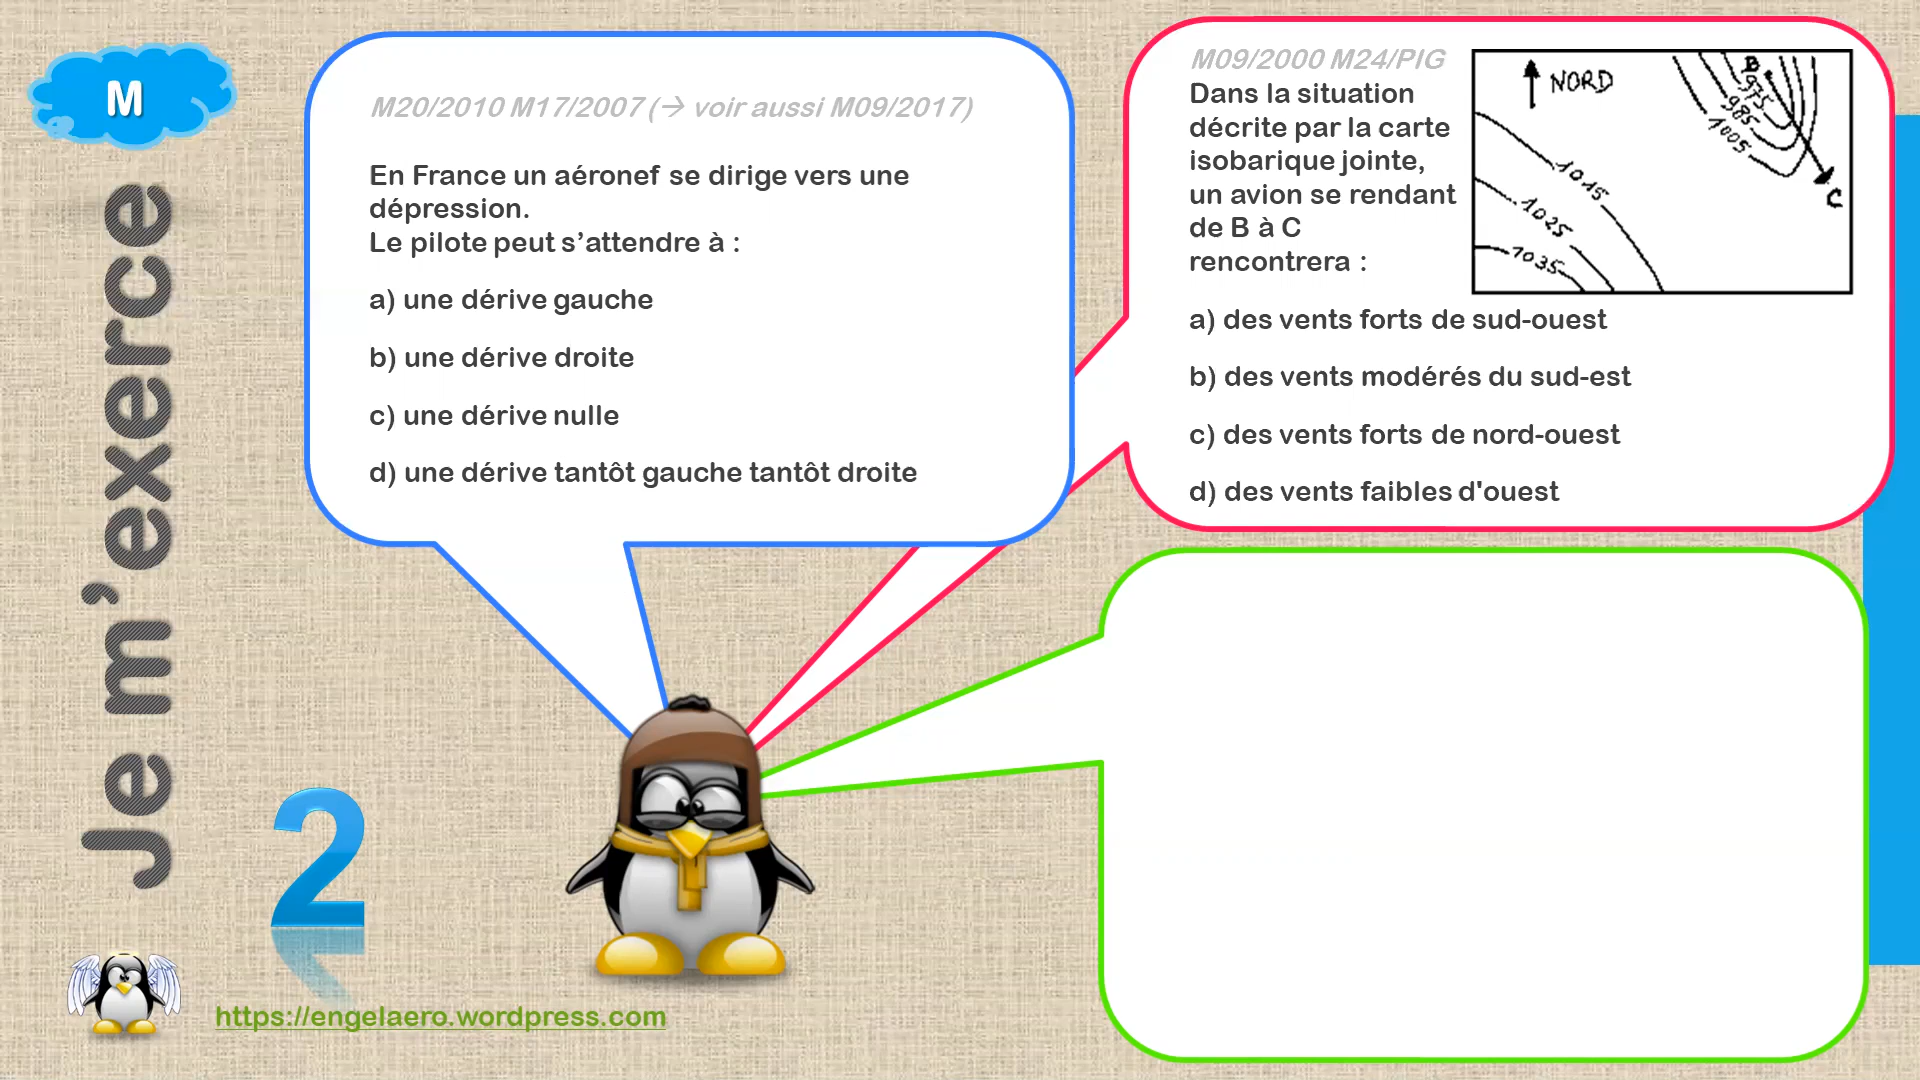 M
Je m'exerce
M20/2010 M17/2007 (→ voir aussi M09/2017)
En France un aéronef se dirige vers une
dépression.
Le pilote peut s’attendre à :
a) une dérive gauche
b) une dérive droite
c) une dérive nulle
d) une dérive tantôt gauche tantôt droite
M09/2000 M24/PIG
Dans la situation
décrite par la carte
isobarique jointe,
un avion se rendant
de B à C
rencontrera :
NORD
B
975
985
1005
C
1015
1025
1035
a) des vents forts de sud-ouest
b) des vents modérés du sud-est
c) des vents forts de nord-ouest
d) des vents faibles d'ouest
2
https://engelaero.wordpress.com